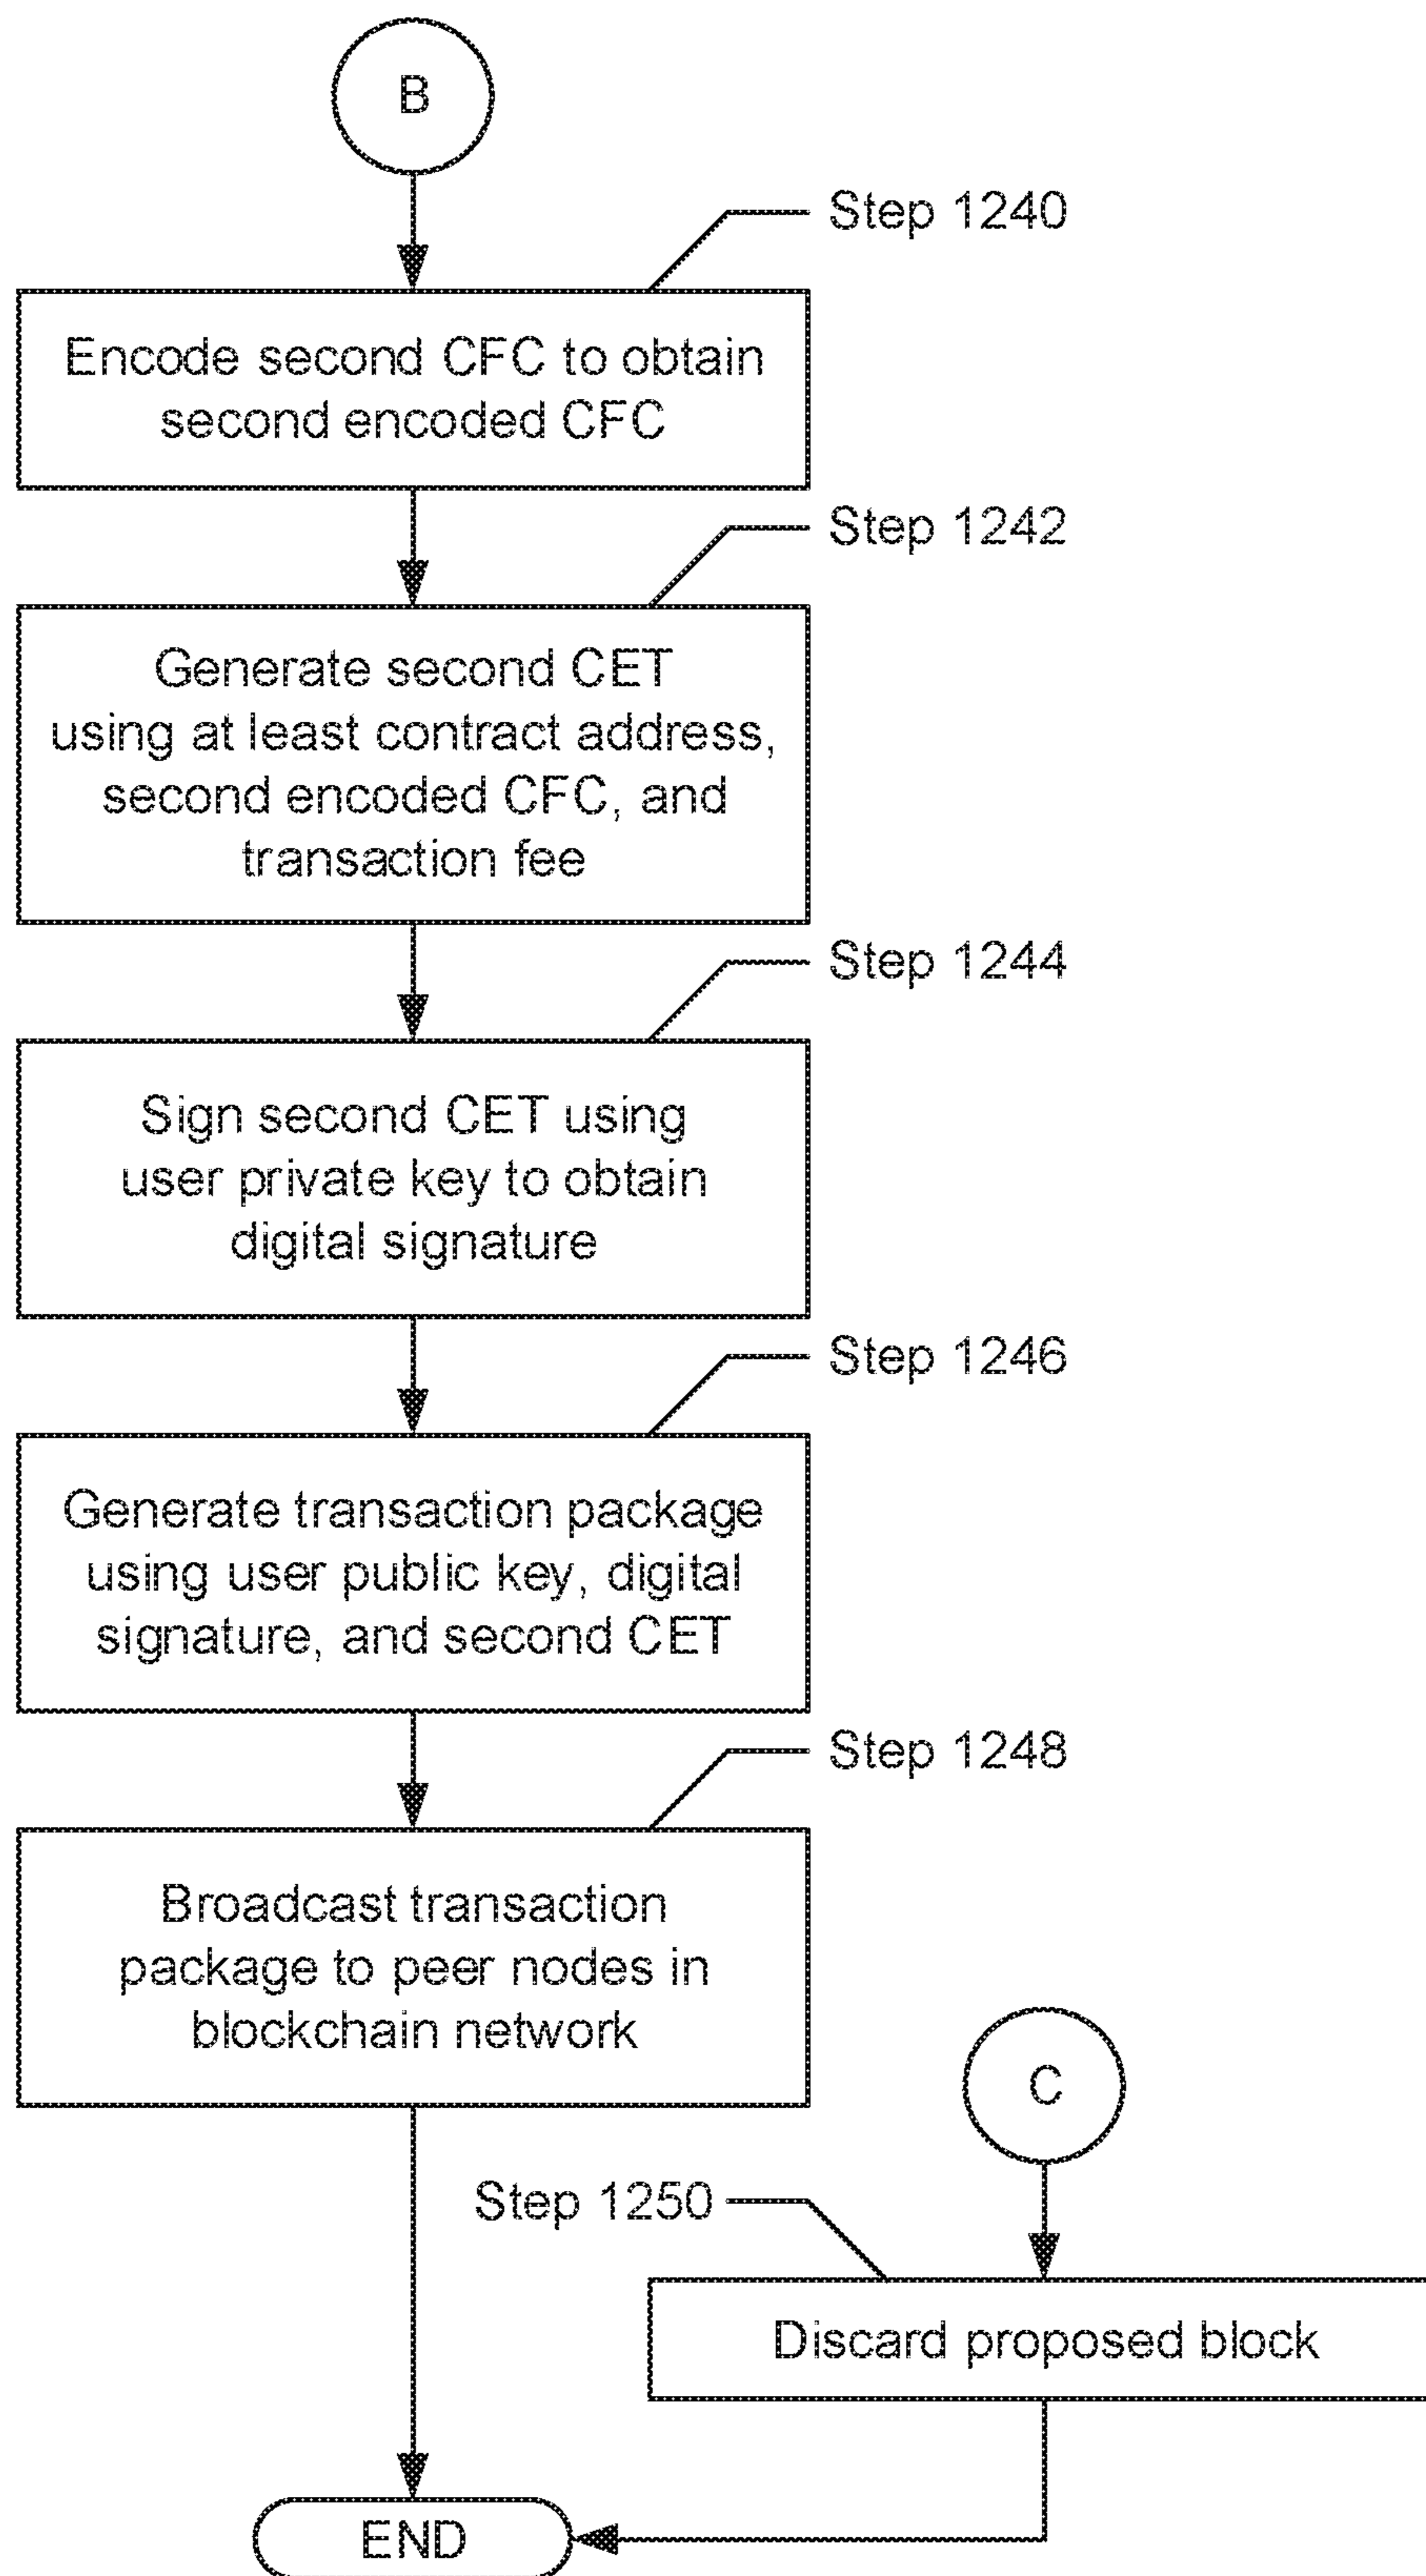 B
Step 1240
Encode second CFC to obtain
second encoded CFC
Step 1242
Generate second CET
using at least contract address,
second encoded CFC, and
transaction fee
Step 1244
Sign second CET using
user private key to obtain
digital signature
Step 1246
Generate transaction package
using user public key, digital
signature, and second CET
Step 1248
Broadcast transaction
package to peer nodes in
blockchain network
C
Step 1250
Discard proposed block
END